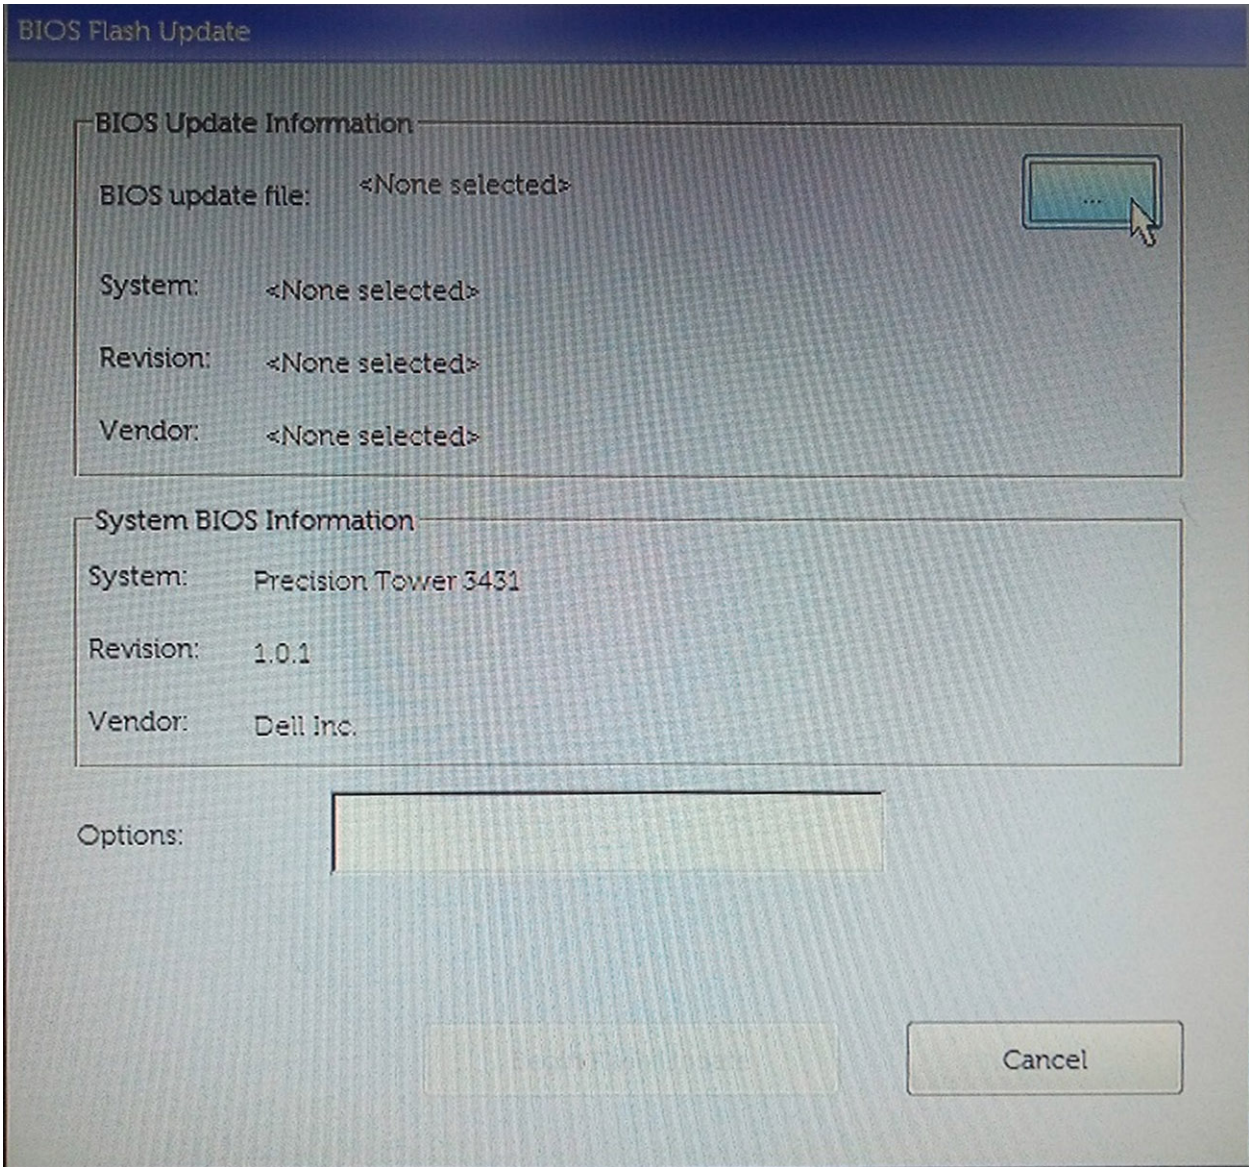 BIOS Flash Update
BIOS Update Information
BIOS update file: <None selected>
...
System: <None selected>
Revision: <None selected>
Vendor: <None selected>
System BIOS Information
System: Precision Tower 3431
Revision: 1.0.1
Vendor: Dell Inc.
Options:
Cancel